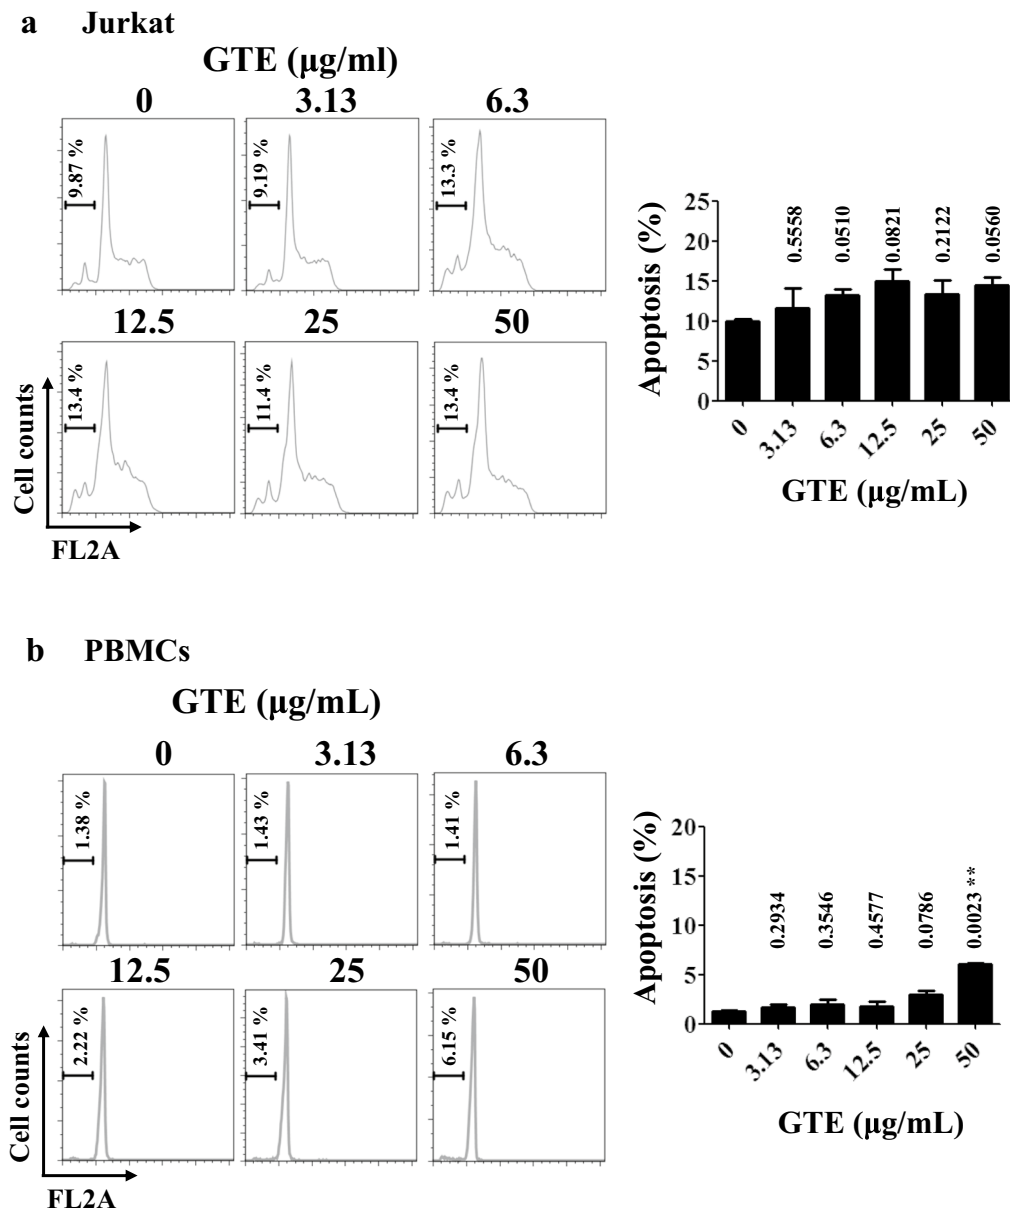 a Jurkat
GTE (μg/ml)
0 3.13 6.3
9.87 % 9.19 % 13.3 %
12.5 25 50
13.4 % 11.4 % 13.4 %
Cell counts
FL2A
Apoptosis (%)
25
20
15
10
5
0
0.5558 0.0510 0.0821 0.2122 0.0560
0 3.13 6.3 12.5 25 50
GTE (μg/mL)
b PBMCs
GTE (μg/mL)
0 3.13 6.3
1.38 % 1.43 % 1.41 %
12.5 25 50
2.22 % 3.41 % 6.15 %
Cell counts
FL2A
Apoptosis (%)
20
15
10
5
0
0.2934 0.3546 0.4577 0.0786 0.0023 **
0 3.13 6.3 12.5 25 50
GTE (μg/mL)